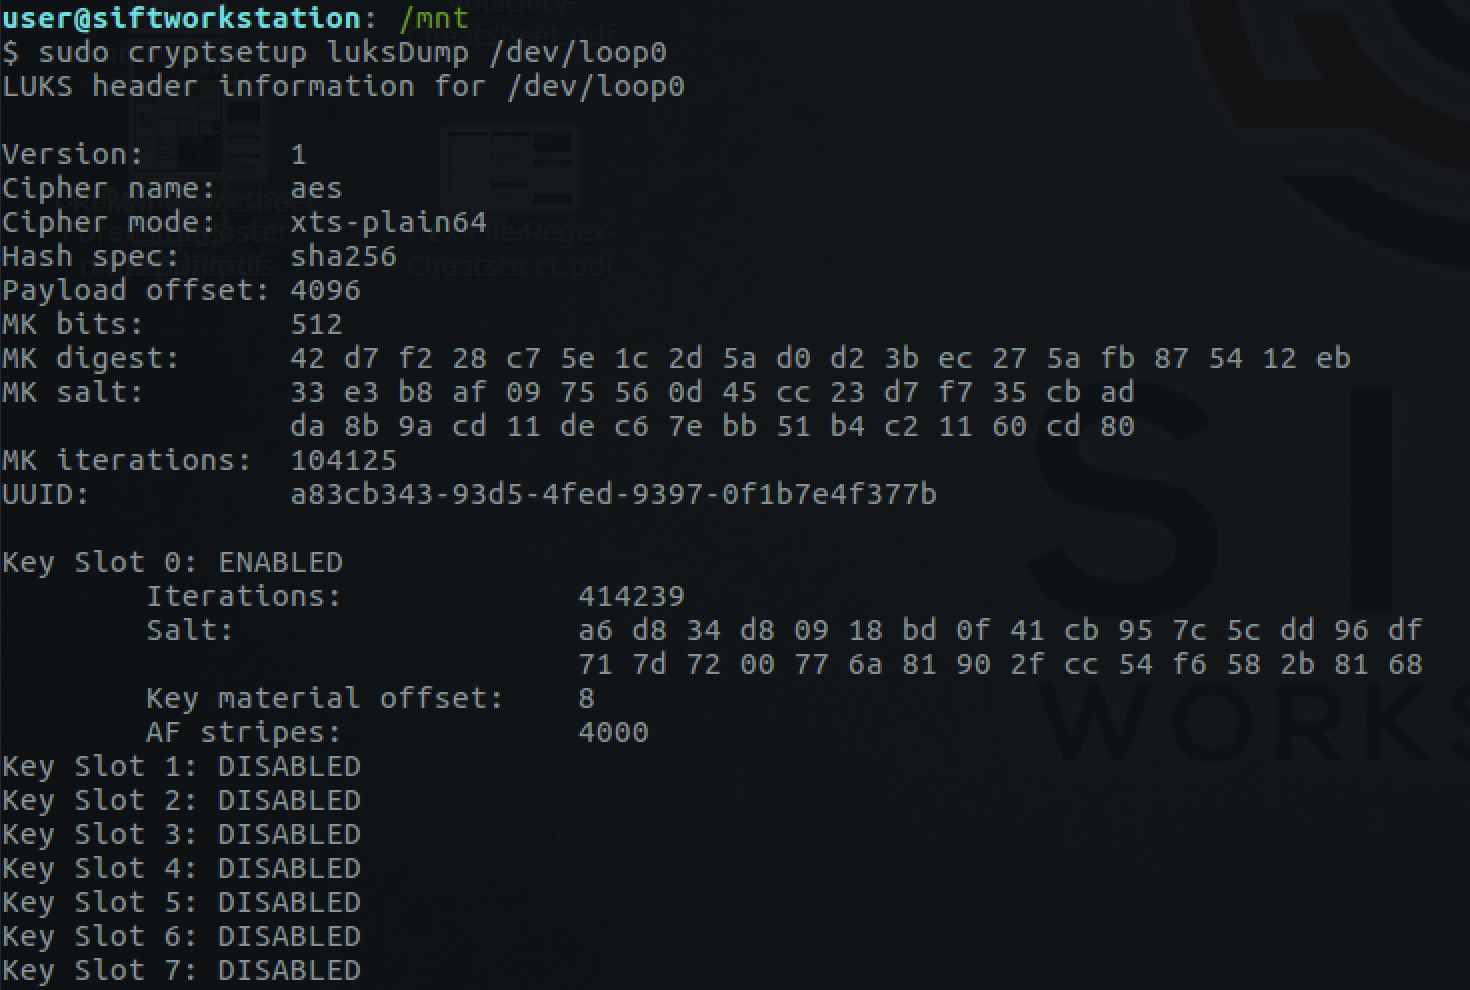 user@siftworkstation: /mnt
$ sudo cryptsetup luksDump /dev/loop0
LUKS header information for /dev/loop0
Version:        1
Cipher name:    aes
Cipher mode:    xts-plain64
Hash spec:      sha256
Payload offset: 4096
MK bits:        512
MK digest:      42 d7 f2 28 c7 5e 1c 2d 5a d0 d2 3b ec 27 5a fb 87 54 12 eb
MK salt:        33 e3 b8 af 09 75 56 0d 45 cc 23 d7 f7 35 cb ad
                da 8b 9a cd 11 de c6 7e bb 51 b4 c2 11 60 cd 80
MK iterations:  104125
UUID:           a83cb343-93d5-4fed-9397-0f1b7e4f377b
Key Slot 0: ENABLED
        Iterations:             414239
        Salt:                   a6 d8 34 d8 09 18 bd 0f 41 cb 95 7c 5c dd 96 df
                                71 7d 72 00 77 6a 81 90 2f cc 54 f6 58 2b 81 68
        Key material offset:    8
        AF stripes:             4000
Key Slot 1: DISABLED
Key Slot 2: DISABLED
Key Slot 3: DISABLED
Key Slot 4: DISABLED
Key Slot 5: DISABLED
Key Slot 6: DISABLED
Key Slot 7: DISABLED
SI
WORKS